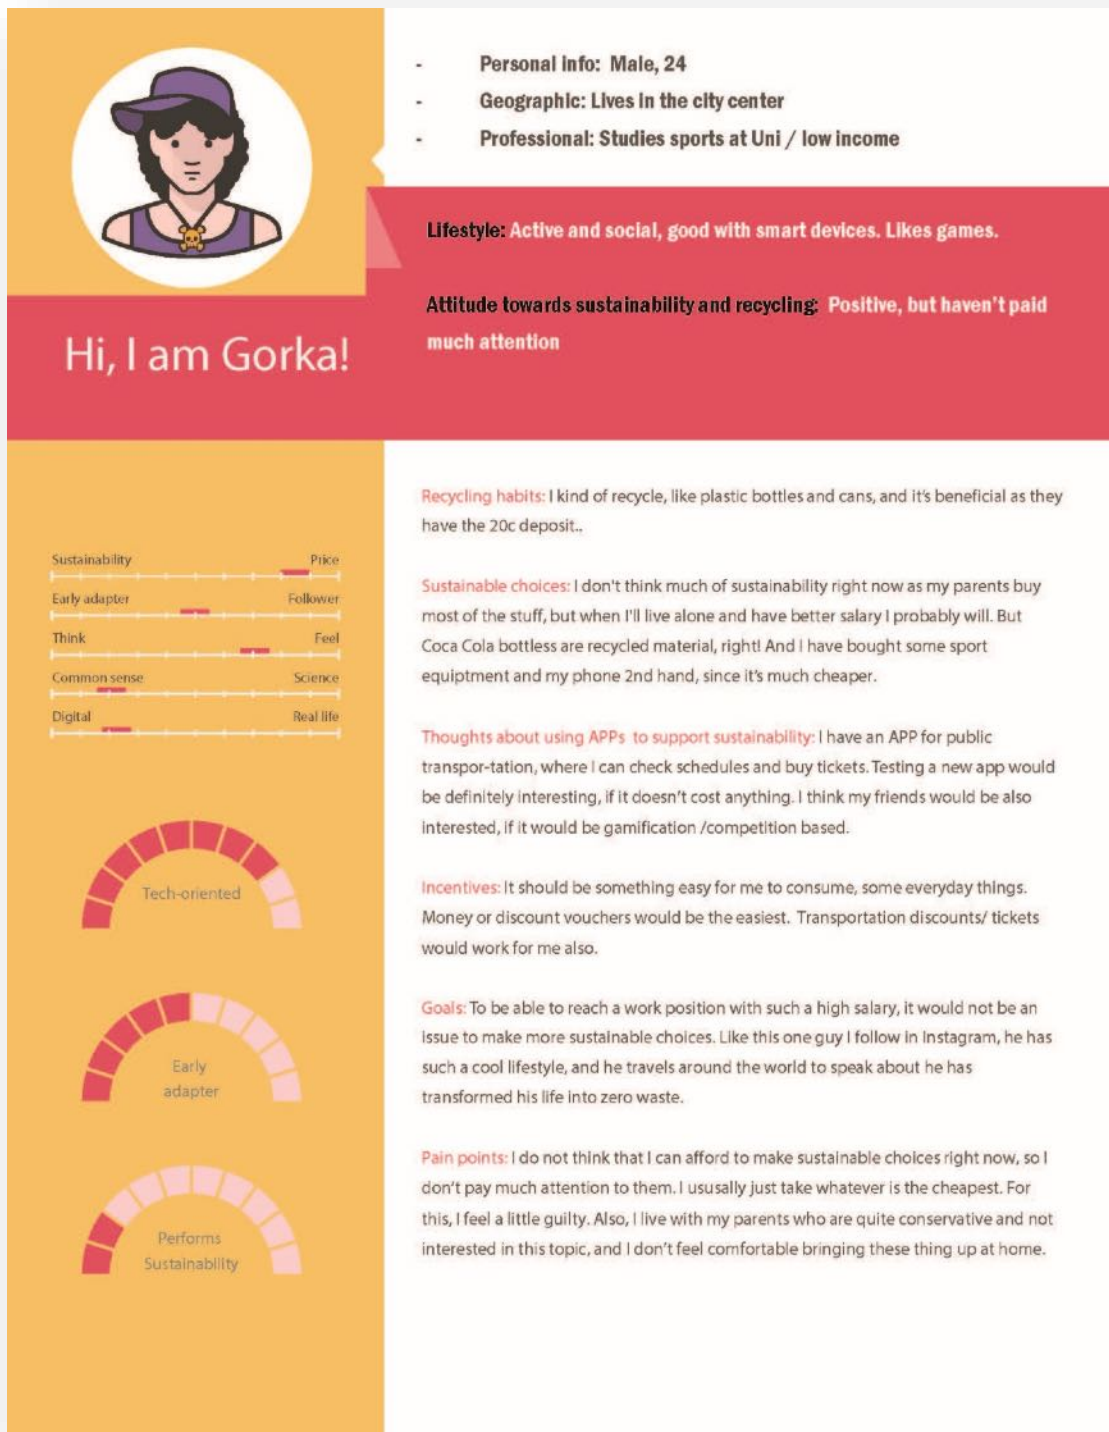 - Personal info: Male, 24
- Geographic: Lives in the city center
- Professional: Studies sports at Uni / low income
Lifestyle: Active and social, good with smart devices. Likes games.
Attitude towards sustainability and recycling: Positive, but haven't paid
much attention
Hi, I am Gorka!
Sustainability Price
Early adapter Follower
Think Feel
Common sense Science
Digital Real life
Tech-oriented
Early
adapter
Performs
Sustainability
Recycling habits: I kind of recycle, like plastic bottles and cans, and it's beneficial as they
have the 20c deposit..
Sustainable choices: I don't think much of sustainability right now as my parents buy
most of the stuff, but when I'll live alone and have better salary I probably will. But
Coca Cola bottless are recycled material, right! And I have bought some sport
equiptment and my phone 2nd hand, since it's much cheaper.
Thoughts about using APPs to support sustainability: I have an APP for public
transpor-tation, where I can check schedules and buy tickets. Testing a new app would
be definitely interesting, if it doesn't cost anything. I think my friends would be also
interested, if it would be gamification /competition based.
Incentives: It should be something easy for me to consume, some everyday things.
Money or discount vouchers would be the easiest. Transportation discounts/ tickets
would work for me also.
Goals: To be able to reach a work position with such a high salary, it would not be an
issue to make more sustainable choices. Like this one guy I follow in Instagram, he has
such a cool lifestyle, and he travels around the world to speak about he has
transformed his life into zero waste.
Pain points: I do not think that I can afford to make sustainable choices right now, so I
don't pay much attention to them. I ususally just take whatever is the cheapest. For
this, I feel a little guilty. Also, I live with my parents who are quite conservative and not
interested in this topic, and I don't feel comfortable bringing these thing up at home.